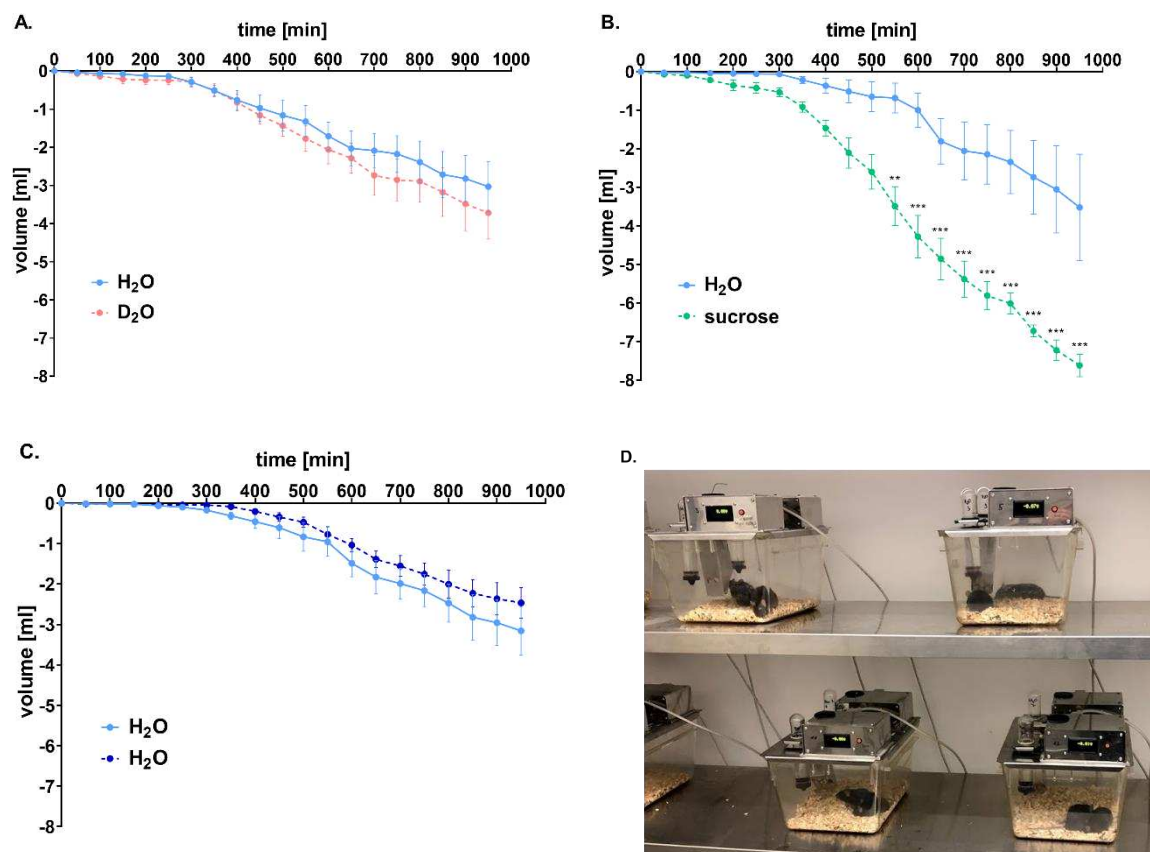 A.
time [min]
0 100 200 300 400 500 600 700 800 900 1000
0
-1
-2
-3
-4
-5
-6
-7
-8
volume [ml]
H₂O
D₂O
B.
time [min]
0 100 200 300 400 500 600 700 800 900 1000
0
-1
-2
-3
-4
-5
-6
-7
-8
volume [ml]
** *** *** *** *** *** *** *** ***
H₂O
sucrose
C.
time [min]
0 100 200 300 400 500 600 700 800 900 1000
0
-1
-2
-3
-4
-5
-6
-7
-8
volume [ml]
H₂O
H₂O
D.